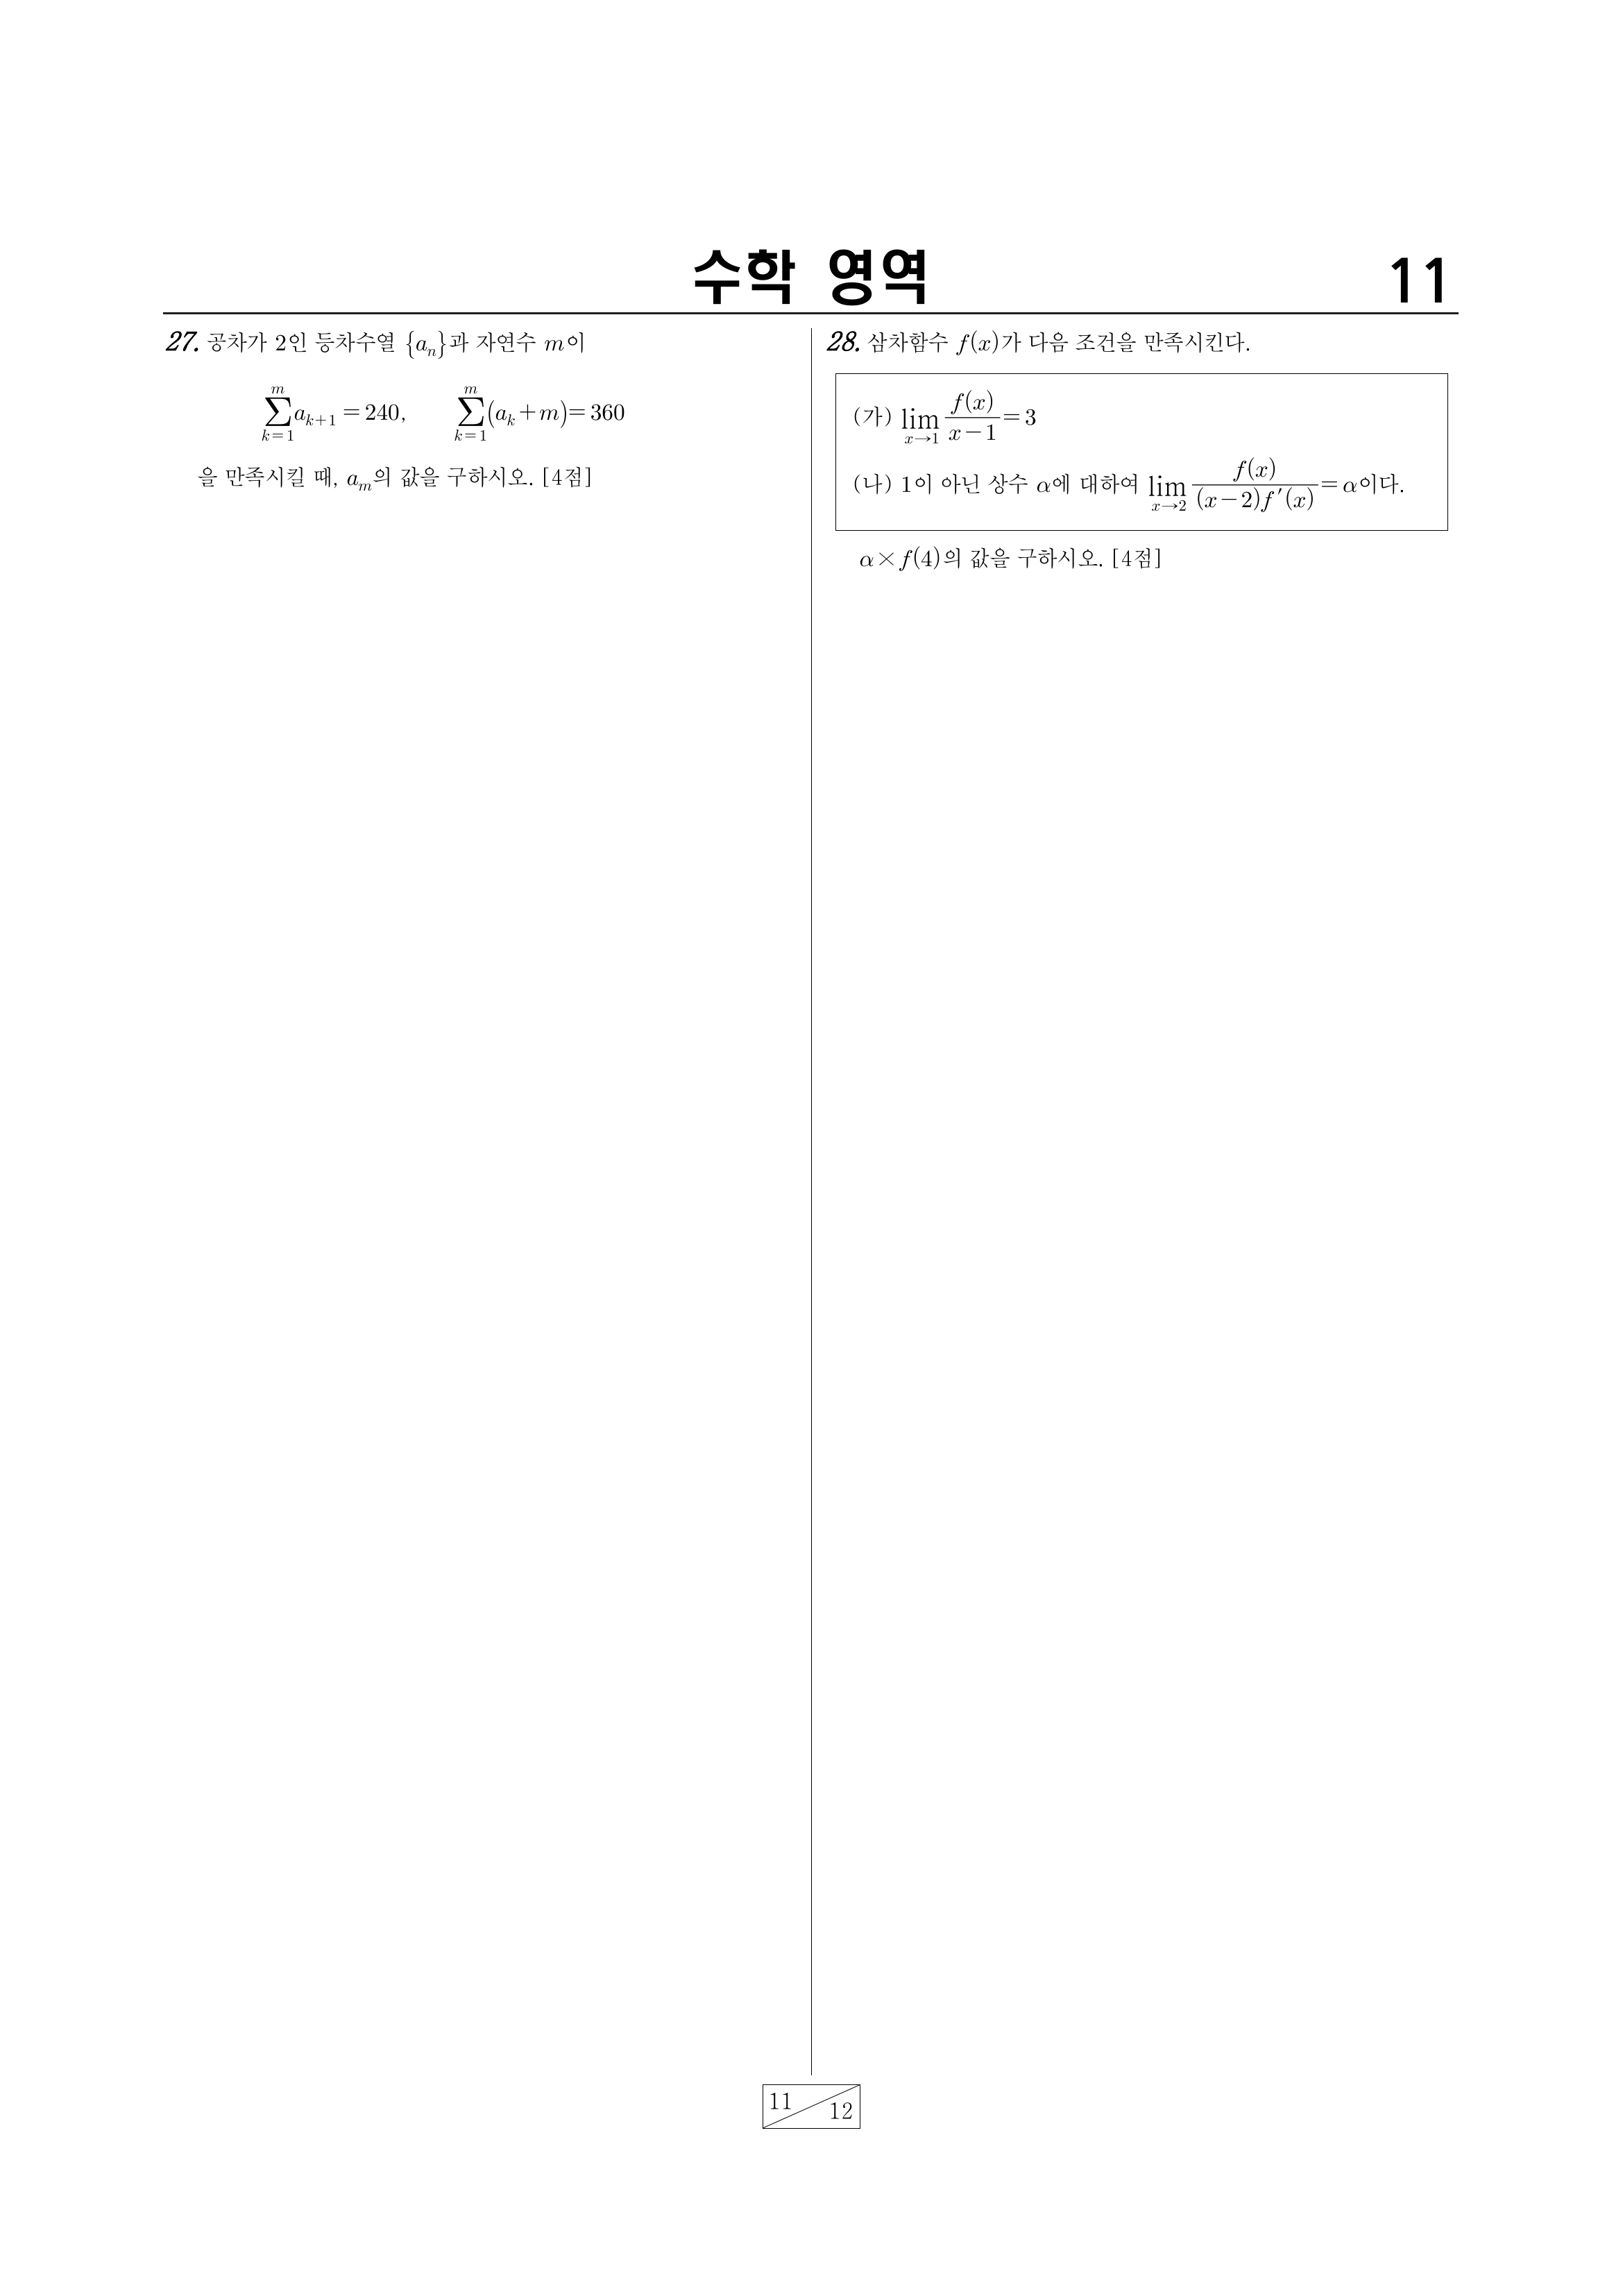 수학 영역
11
27. 공차가 2인 등차수열 {aₙ}과 자연수 m이
$\sum_{k=1}^{m} a_{k+1} = 240, \quad \sum_{k=1}^{m} (a_k + m) = 360$
을 만족시킬 때, $a_m$의 값을 구하시오. [4점]
28. 삼차함수 f(x)가 다음 조건을 만족시킨다.
(가) $\lim_{x \to 1} \frac{f(x)}{x-1} = 3$
(나) 1이 아닌 상수 α에 대하여 $\lim_{x \to 2} \frac{f(x)}{(x-2)f'(x)} = α$이다.
α×f(4)의 값을 구하시오. [4점]
11
12